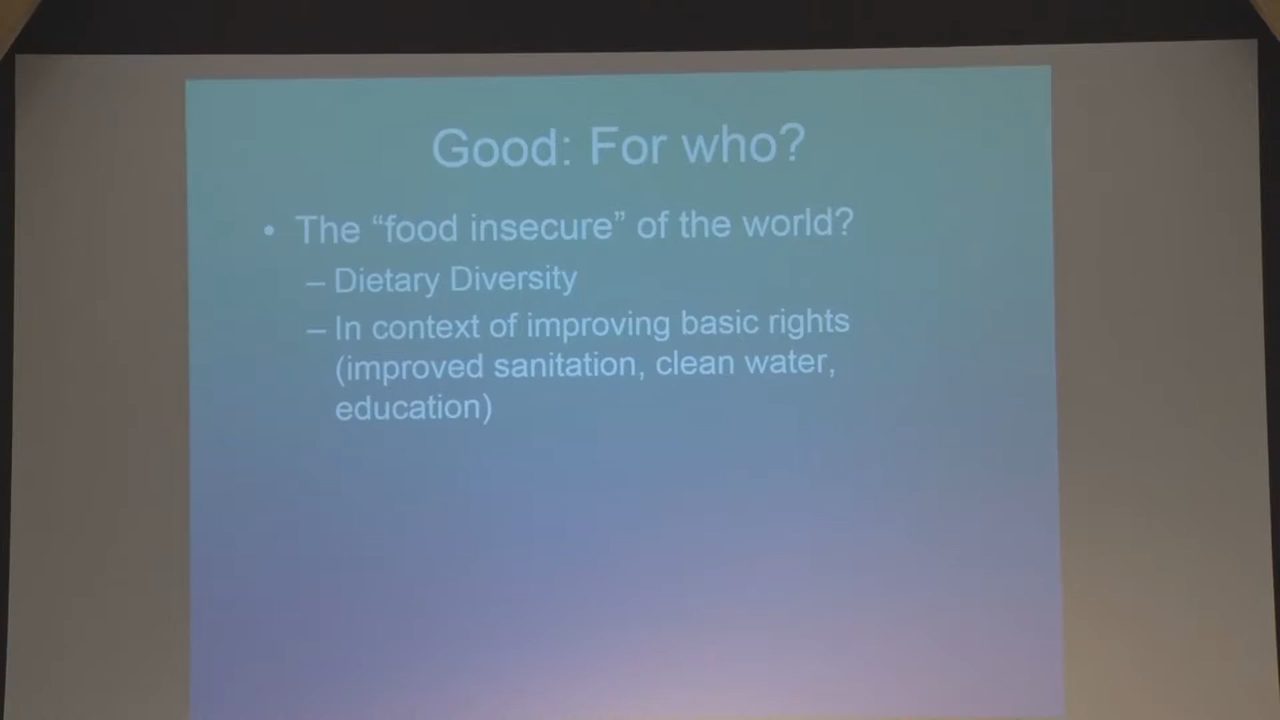 Good: For who?
• The “food insecure” of the world?
– Dietary Diversity
– In context of improving basic rights
(improved sanitation, clean water,
education)